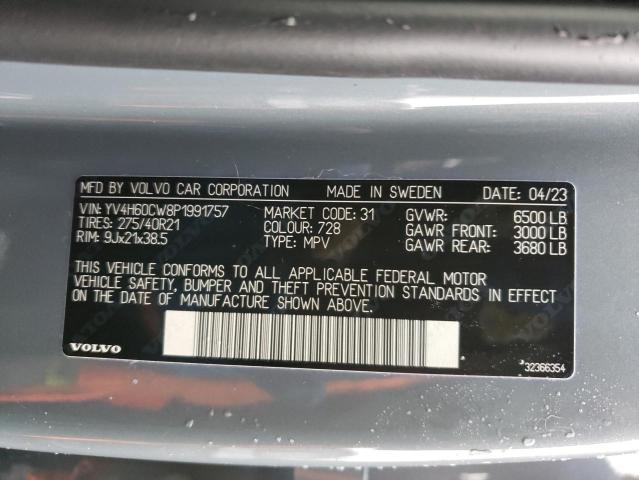 MFD BY VOLVO CAR CORPORATION MADE IN SWEDEN DATE: 04/23
VIN: YV4H60CW8P1991757 MARKET CODE: 31 GVWR: 6500 LB
TIRES: 275/40R21 COLOUR: 728 GAWR FRONT: 3000 LB
RIM: 9Jx21x38.5 TYPE: MPV GAWR REAR: 3680 LB
THIS VEHICLE CONFORMS TO ALL APPLICABLE FEDERAL MOTOR
VEHICLE SAFETY, BUMPER AND THEFT PREVENTION STANDARDS IN EFFECT
ON THE DATE OF MANUFACTURE SHOWN ABOVE.
VOLVO
32366354